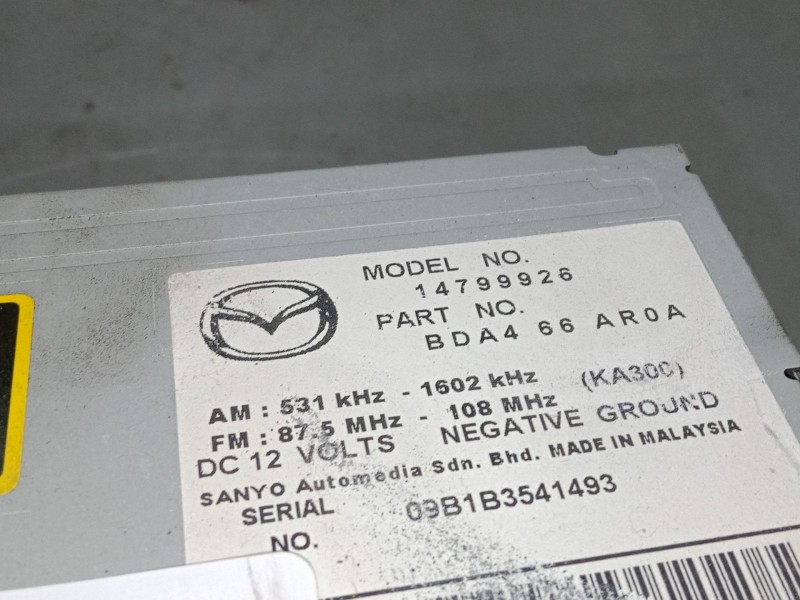 MODEL NO.
14799926
PART NO.
BDA4 66 AR0A
AM : 531 kHz - 1602 kHz (KA300)
FM : 87.5 MHz - 108 MHz
DC 12 VOLTS NEGATIVE GROUND
SANYO Automedia Sdn. Bhd. MADE IN MALAYSIA
SERIAL 09B1B3541493
NO.